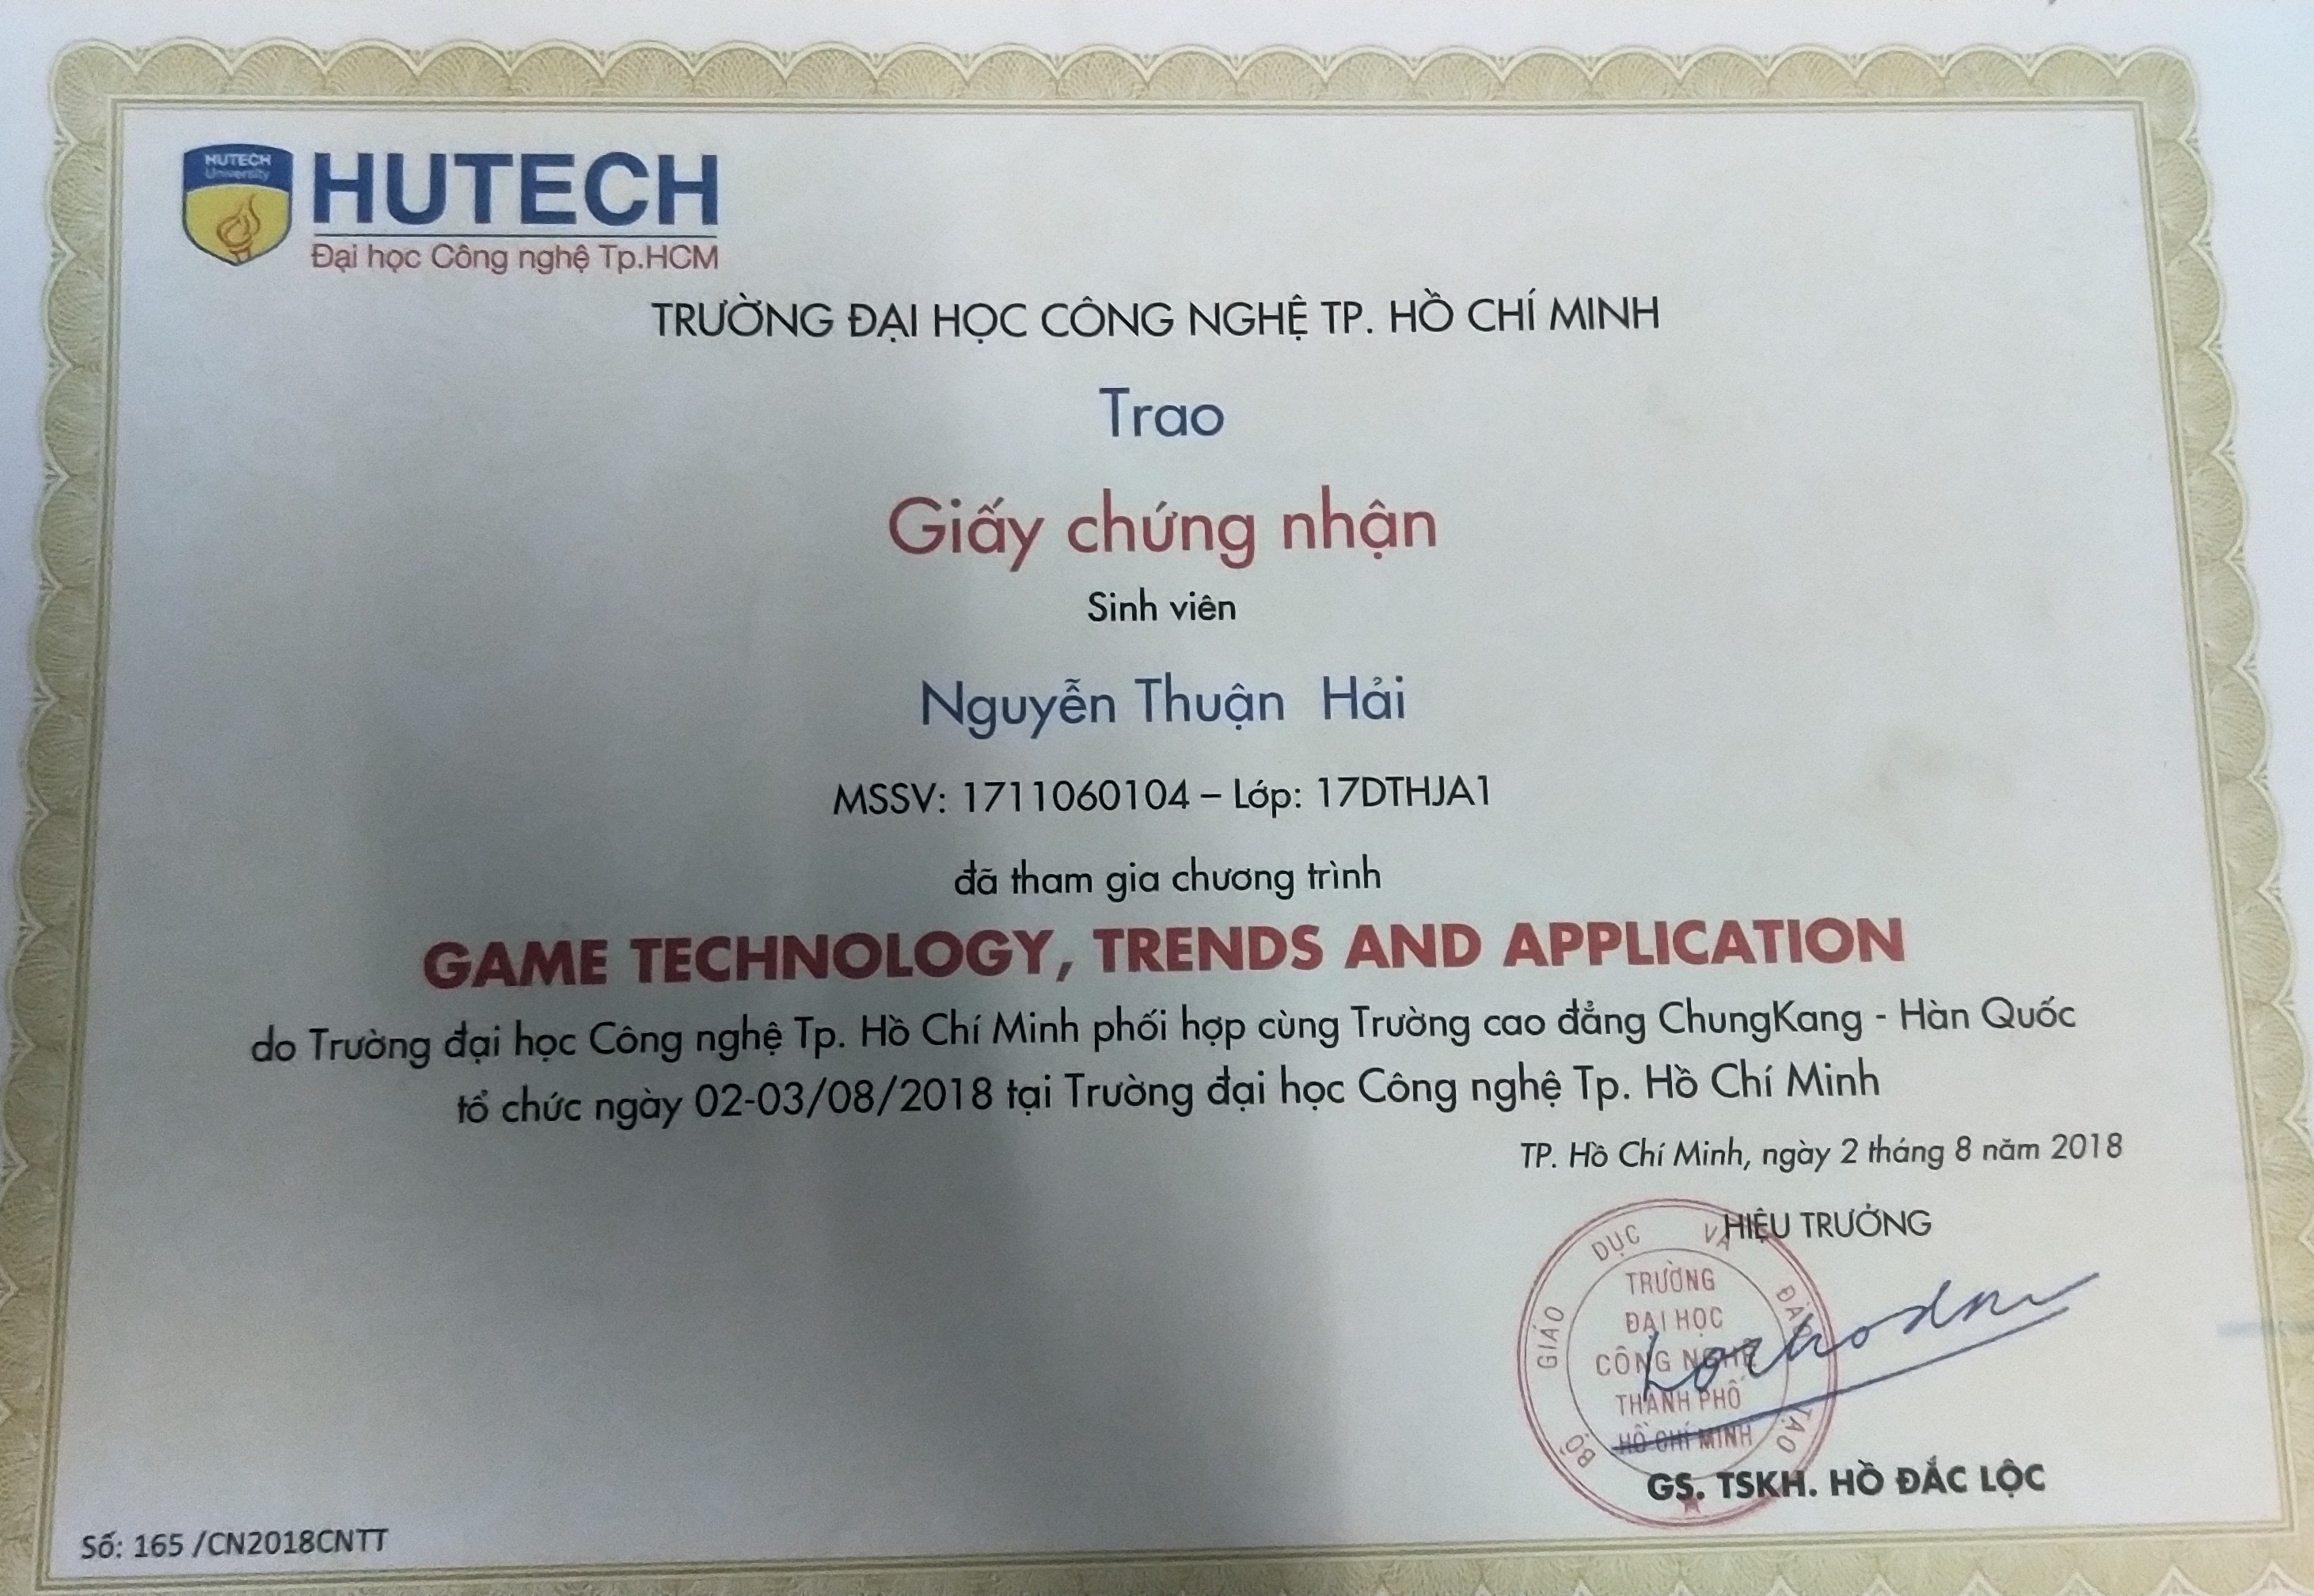 HUTECH
University
HUTECH
Đại học Công nghệ Tp.HCM
TRƯỜNG ĐẠI HỌC CÔNG NGHỆ TP. HỒ CHÍ MINH
Trao
Giấy chứng nhận
Sinh viên
Nguyễn Thuận Hải
MSSV: 1711060104 – Lớp: 17DTHJA1
đã tham gia chương trình
GAME TECHNOLOGY, TRENDS AND APPLICATION
do Trường đại học Công nghệ Tp. Hồ Chí Minh phối hợp cùng Trường cao đẳng ChungKang - Hàn Quốc
tổ chức ngày 02-03/08/2018 tại Trường đại học Công nghệ Tp. Hồ Chí Minh
TP. Hồ Chí Minh, ngày 2 tháng 8 năm 2018
HIỆU TRƯỞNG
BỘ GIÁO DỤC VÀ ĐÀO TẠO
TRƯỜNG
ĐẠI HỌC
CÔNG NGHỆ
THÀNH PHỐ
HỒ CHÍ MINH
GS. TSKH. HỒ ĐẮC LỘC
Số: 165 /CN2018CNTT